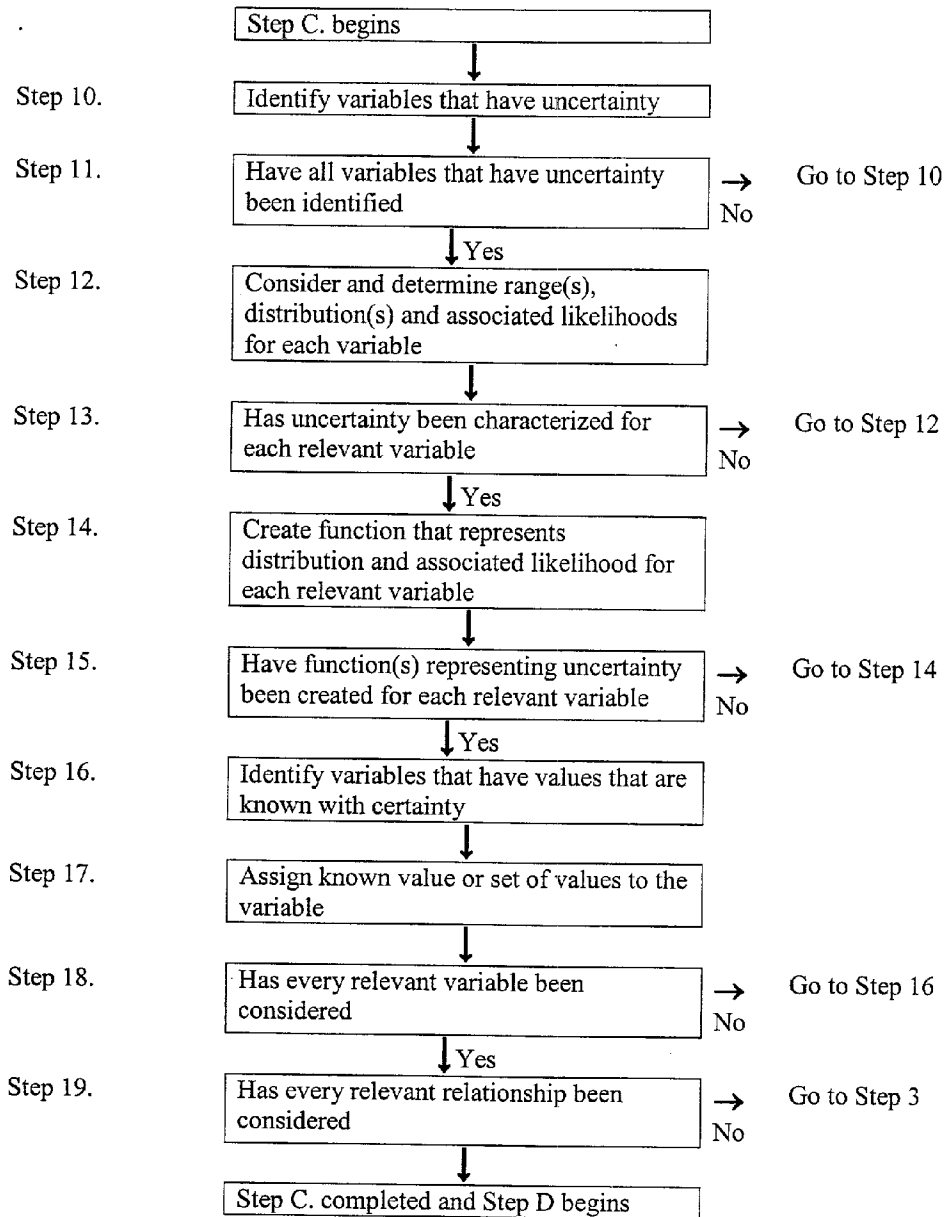 Step C. begins
Step 10.
Identify variables that have uncertainty
Step 11.
Have all variables that have uncertainty
been identified
→ Go to Step 10
No
Yes
Step 12.
Consider and determine range(s),
distribution(s) and associated likelihoods
for each variable
Step 13.
Has uncertainty been characterized for
each relevant variable
→ Go to Step 12
No
Yes
Step 14.
Create function that represents
distribution and associated likelihood for
each relevant variable
Step 15.
Have function(s) representing uncertainty
been created for each relevant variable
→ Go to Step 14
No
Yes
Step 16.
Identify variables that have values that are
known with certainty
Step 17.
Assign known value or set of values to the
variable
Step 18.
Has every relevant variable been
considered
→ Go to Step 16
No
Yes
Step 19.
Has every relevant relationship been
considered
→ Go to Step 3
No
Step C. completed and Step D begins